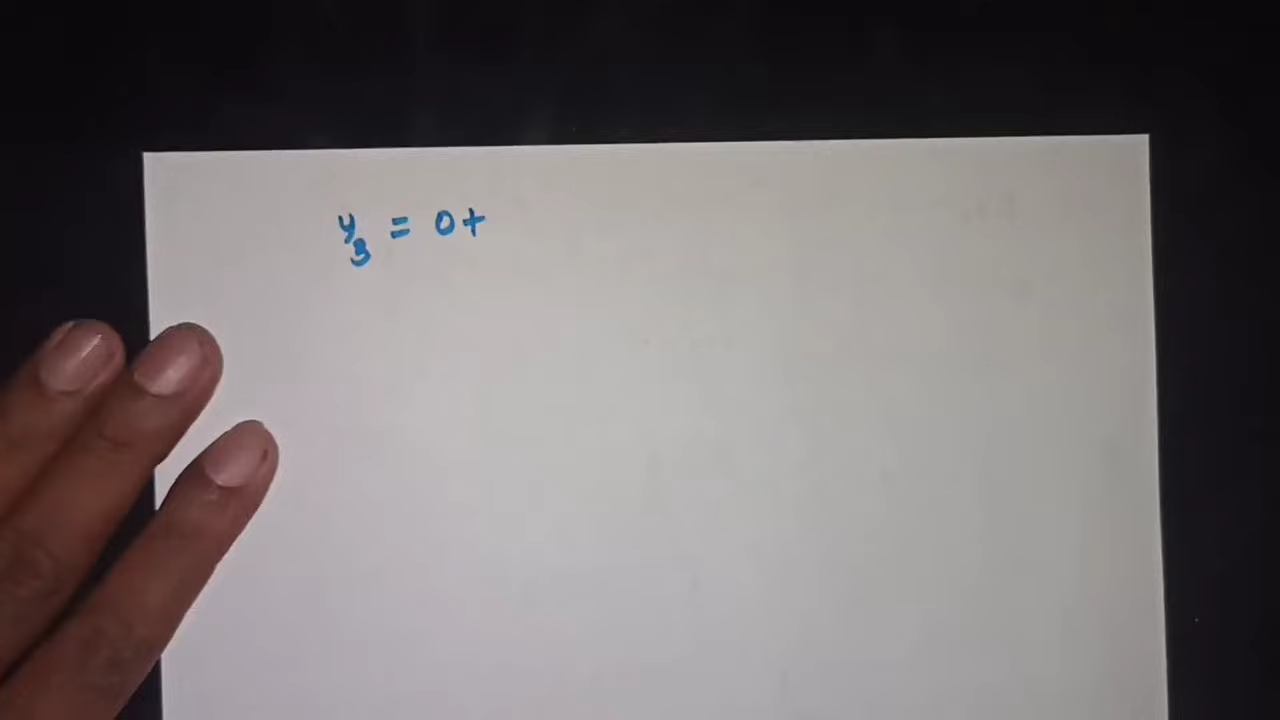 y₃ = 0+